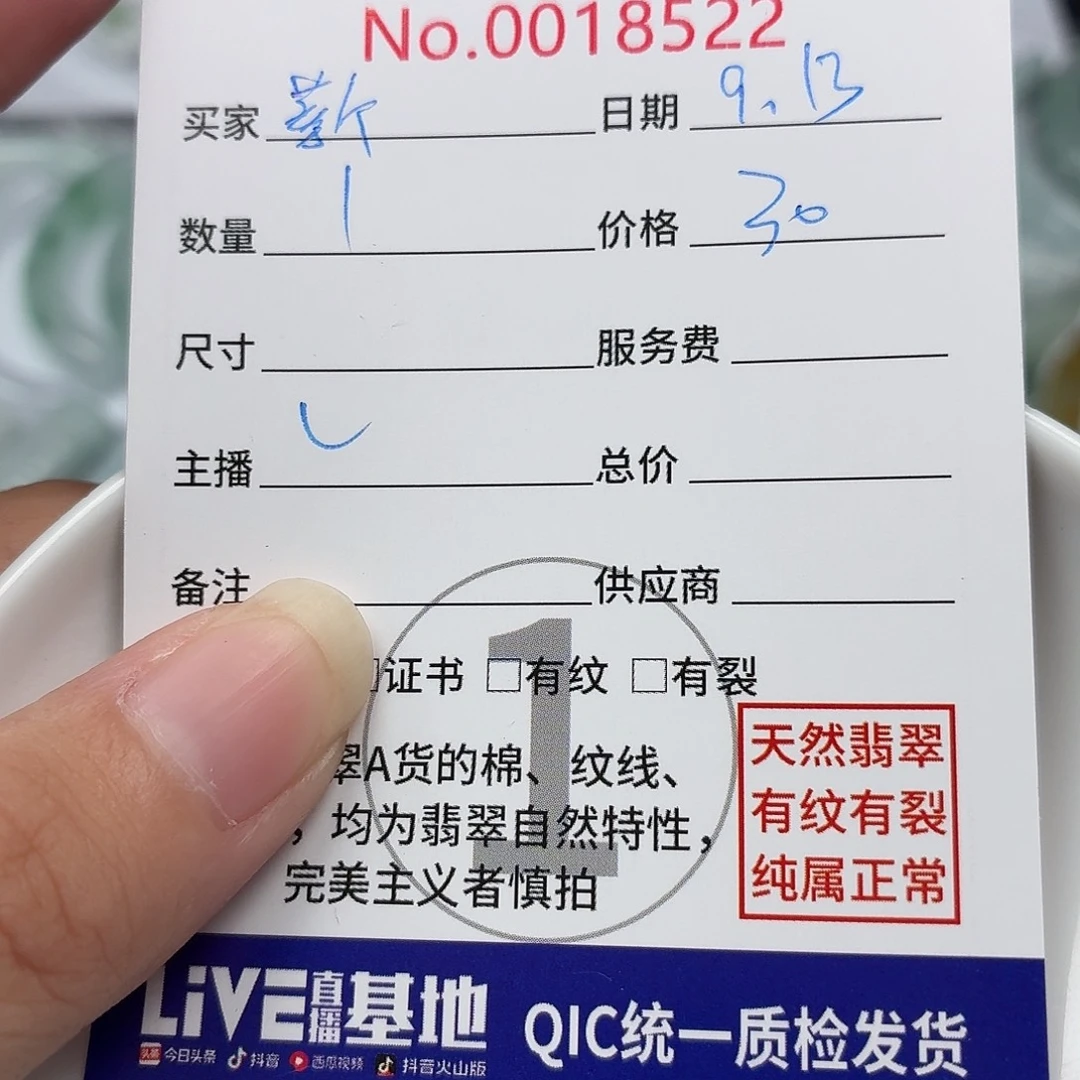 No.0018522
买家 靳 日期 9.13
数量 1 价格 30
尺寸 服务费
主播 总价
备注 供应商
证书 □有纹 □有裂
1
翠A货的棉、纹线、
，均为翡翠自然特性，
完美主义者慎拍
天然翡翠
有纹有裂
纯属正常
LiVE直播基地
头条 今日头条 抖音 西瓜视频 抖音火山版
QIC统一质检发货